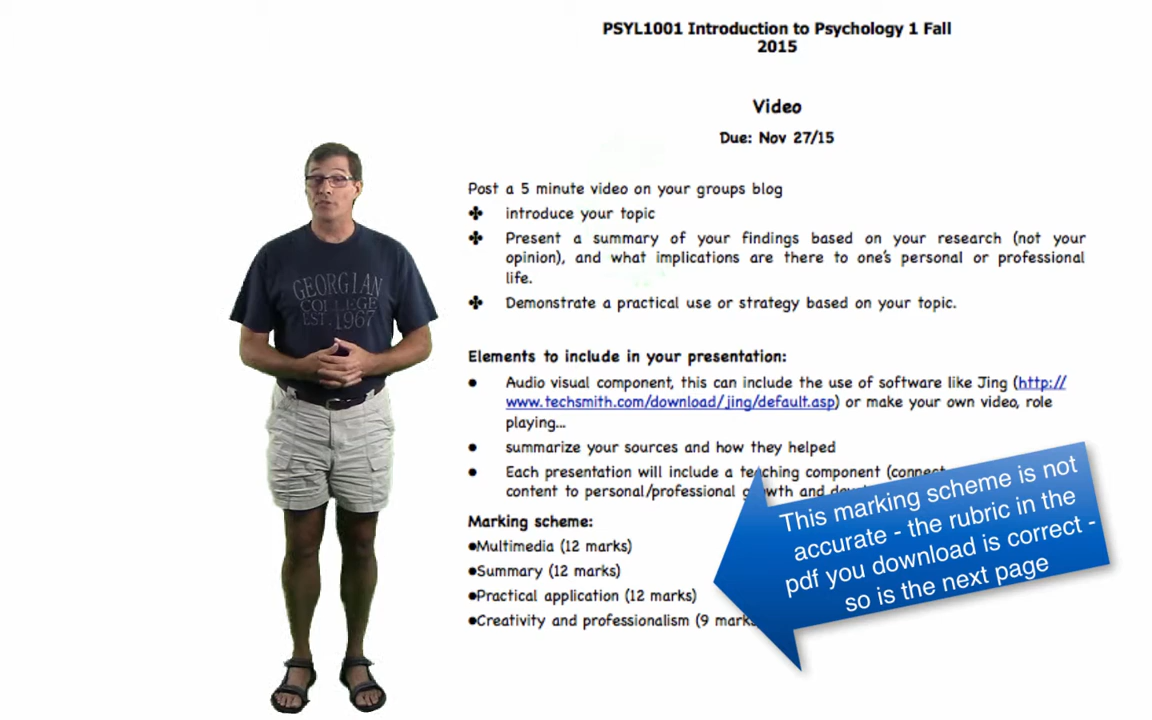 PSYL1001 Introduction to Psychology 1 Fall
2015
Video
Due: Nov 27/15
Post a 5 minute video on your groups blog
✤ introduce your topic
✤ Present a summary of your findings based on your research (not your
opinion), and what implications are there to one's personal or professional
life.
✤ Demonstrate a practical use or strategy based on your topic.
Elements to include in your presentation:
● Audio visual component, this can include the use of software like Jing (http://
www.techsmith.com/download/jing/default.asp) or make your own video, role
playing...
● summarize your sources and how they helped
● Each presentation will include a teaching component
content to personal/professional growth and
Marking scheme:
●Multimedia (12 marks)
●Summary (12 marks)
●Practical application (12 marks)
●Creativity and professionalism (9 marks
This marking scheme is not
accurate - the rubric in the
pdf you download is correct -
so is the next page
GEORGIAN
COLLEGE
EST. 1967